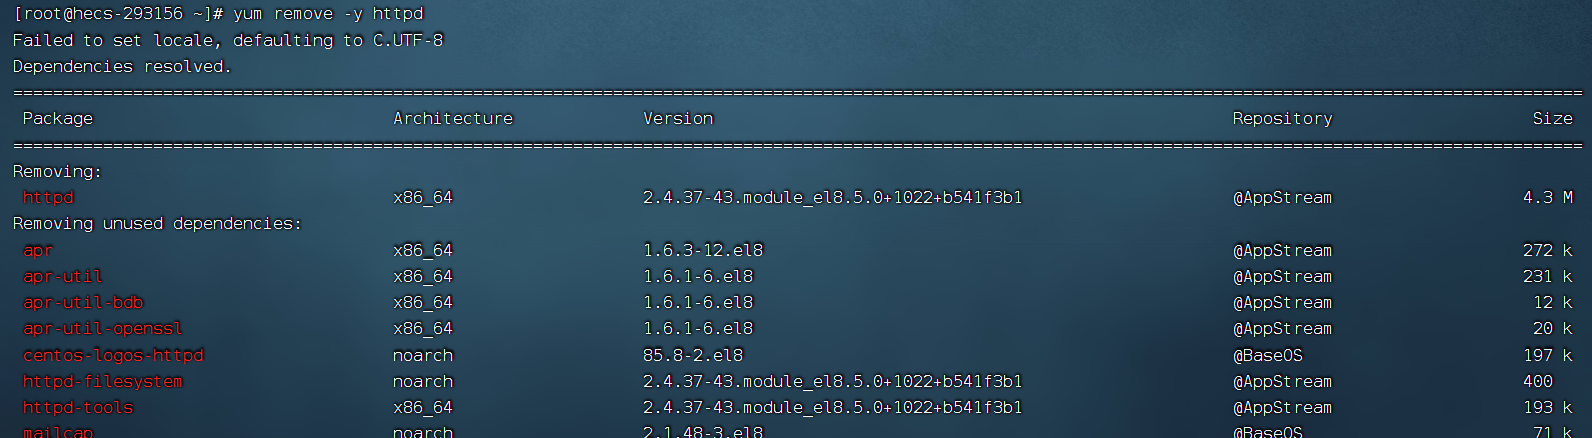 [root@hecs-293156 ~]# yum remove -y httpd
Failed to set locale, defaulting to C.UTF-8
Dependencies resolved.
================================================================================
Package Architecture Version Repository Size
================================================================================
Removing:
httpd x86_64 2.4.37-43.module_el8.5.0+1022+b541f3b1 @AppStream 4.3 M
Removing unused dependencies:
apr x86_64 1.6.3-12.el8 @AppStream 272 k
apr-util x86_64 1.6.1-6.el8 @AppStream 231 k
apr-util-bdb x86_64 1.6.1-6.el8 @AppStream 12 k
apr-util-openssl x86_64 1.6.1-6.el8 @AppStream 20 k
centos-logos-httpd noarch 85.8-2.el8 @BaseOS 197 k
httpd-filesystem noarch 2.4.37-43.module_el8.5.0+1022+b541f3b1 @AppStream 400
httpd-tools x86_64 2.4.37-43.module_el8.5.0+1022+b541f3b1 @AppStream 193 k
mailcap noarch 2.1.48-3.el8 @BaseOS 71 k